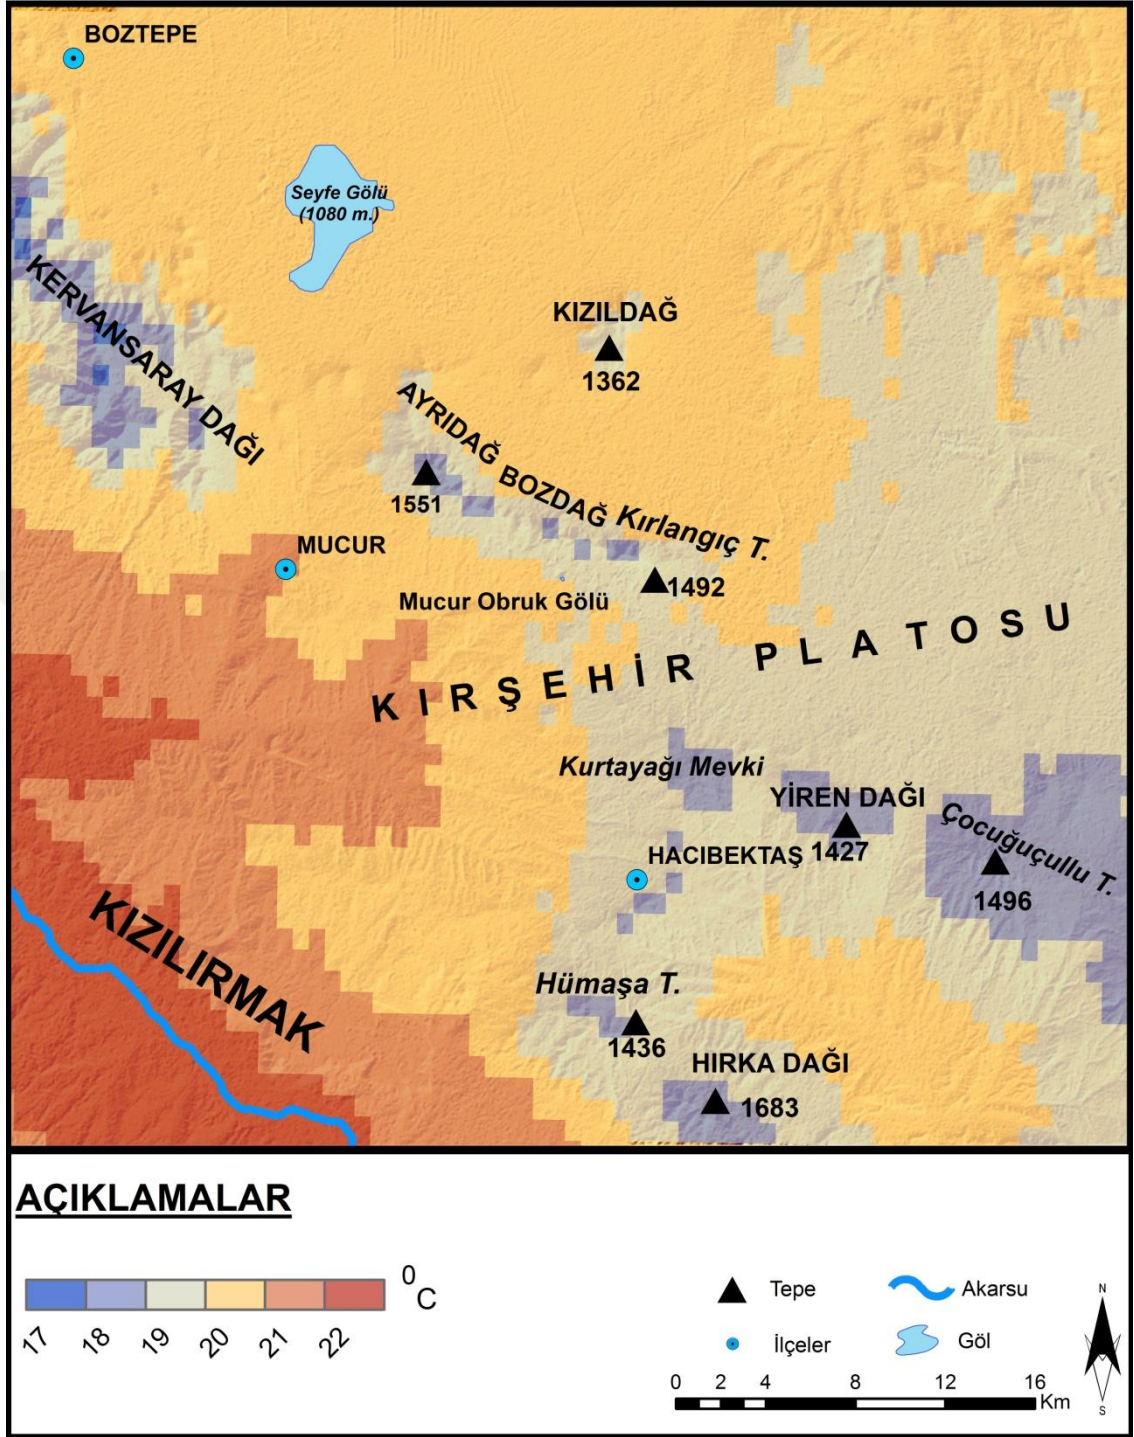 BOZTEPE
Seyfe Gölü
(1080 m.)
KERVANSARAY DAĞI
KIZILDAĞ
1362
AYRIDAĞ BOZDAĞ Kırlangıç T.
1551
MUCUR
1492
Mucur Obruk Gölü
KIRŞEHİR PLATOSU
Kurtayağı Mevki
YİREN DAĞI
1427
Çocuğuçullu T.
1496
HACIBEKTAŞ
KIZILIRMAK
Hümaşa T.
1436
HIRKA DAĞI
1683
AÇIKLAMALAR
0
C
17 18 19 20 21 22
Tepe
Akarsu
İlçeler
Göl
N
S
0 2 4 8 12 16
Km